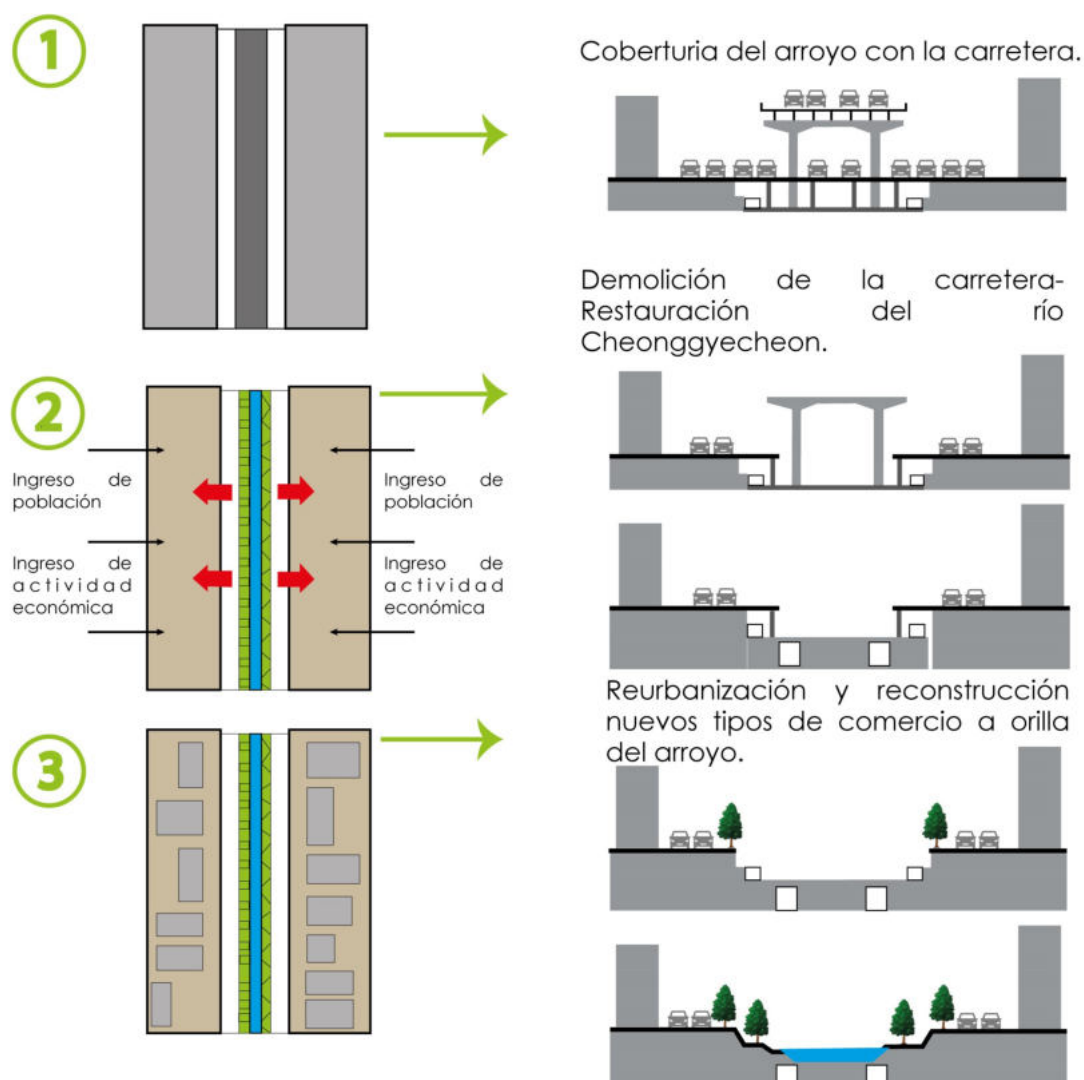 1
Coberturia del arroyo con la carretera.
Demolición de la carretera-
Restauración del río
Cheonggyecheon.
2
Ingreso de
población
Ingreso de
actividad
económica
Ingreso de
población
Ingreso de
actividad
económica
Reurbanización y reconstrucción
nuevos tipos de comercio a orilla
del arroyo.
3